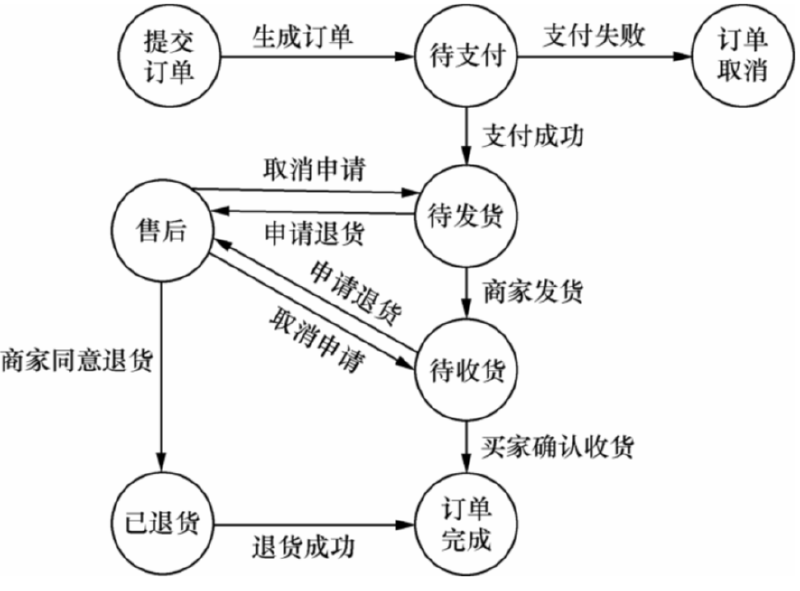 提交
订单
生成订单
待支付
支付失败
订单
取消
支付成功
取消申请
售后
待发货
申请退货
申请退货
商家发货
取消申请
商家同意退货
待收货
买家确认收货
已退货
退货成功
订单
完成